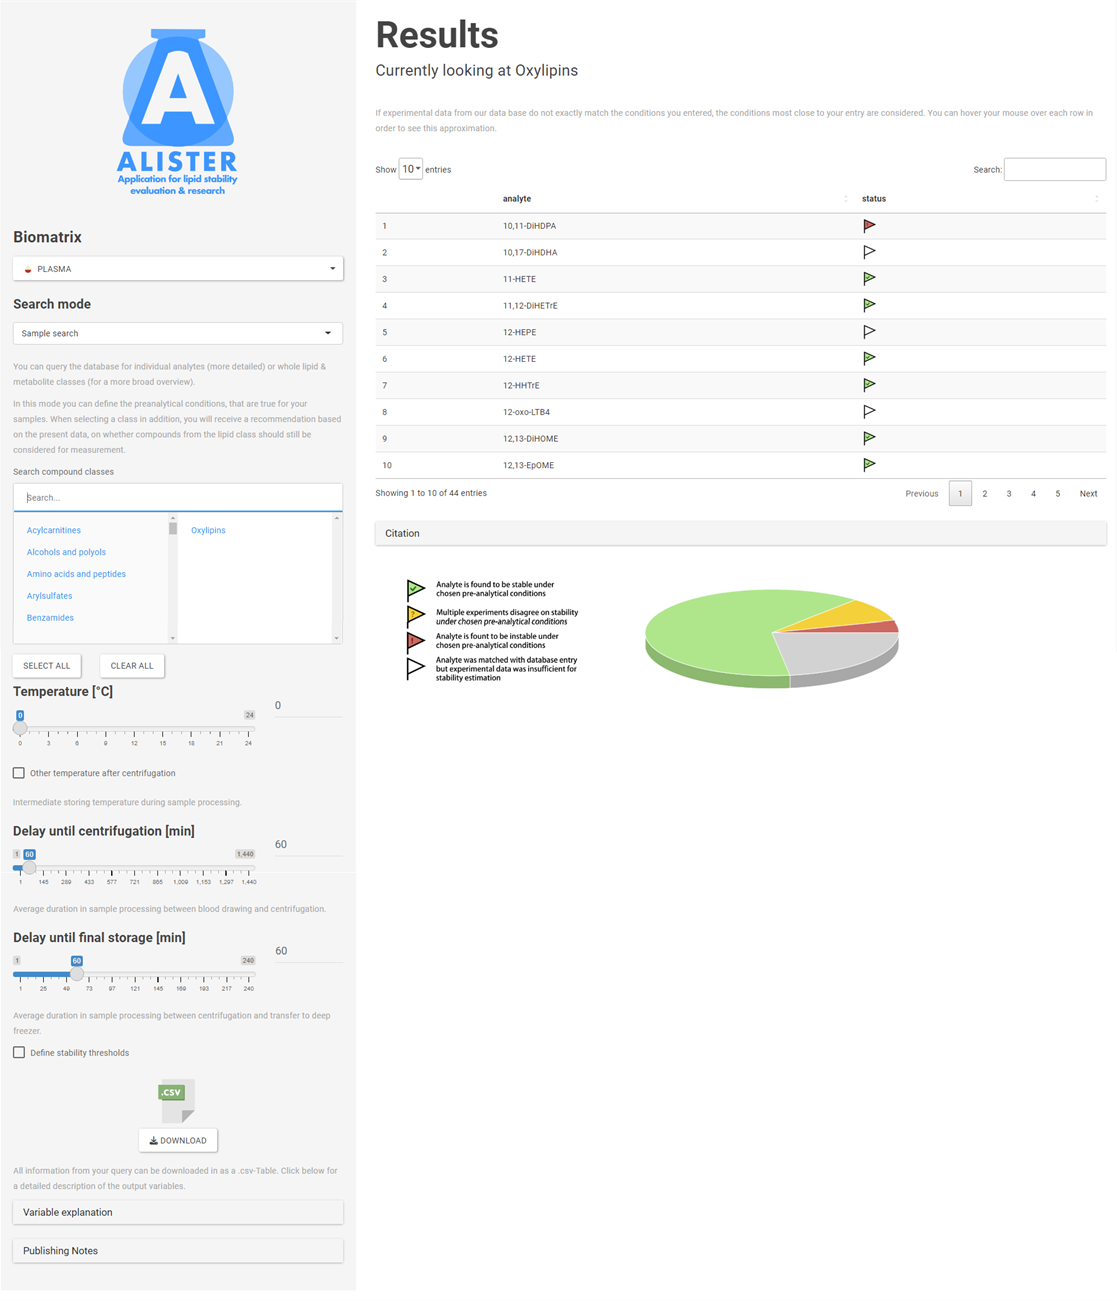 ALISTER
Application for lipid stability
evaluation & research
Biomatrix
PLASMA
Search mode
Sample search
You can query the database for individual analytes (more detailed) or whole lipid &
metabolite classes (for a more broad overview).
In this mode you can define the preanalytical conditions, that are true for your
samples. When selecting a class in addition, you will receive a recommendation based
on the present data, on whether compounds from the lipid class should still be
considered for measurement.
Search compound classes
Search...
Acylcarnitines
Oxylipins
Alcohols and polyols
Amino acids and peptides
Arylsulfates
Benzamides
SELECT ALL
CLEAR ALL
Temperature [°C]
0
0 24
0 3 6 9 12 15 18 21 24
Other temperature after centrifugation
Intermediate storing temperature during sample processing.
Delay until centrifugation [min]
60
1 60 1,440
1 145 289 433 577 721 865 1,009 1,153 1,297 1,440
Average duration in sample processing between blood drawing and centrifugation.
Delay until final storage [min]
60
1 60 240
1 25 49 73 97 121 145 169 193 217 240
Average duration in sample processing between centrifugation and transfer to deep
freezer.
Define stability thresholds
.CSV
DOWNLOAD
All information from your query can be downloaded in as a .csv-Table. Click below for
a detailed description of the output variables.
Variable explanation
Publishing Notes
Results
Currently looking at Oxylipins
If experimental data from our data base do not exactly match the conditions you entered, the conditions most close to your entry are considered. You can hover your mouse over each row in
order to see this approximation.
Show 10 entries
Search:
analyte status
1 10,11-DiHDPA
2 10,17-DiHDHA
3 11-HETE
4 11,12-DiHETrE
5 12-HEPE
6 12-HETE
7 12-HHTrE
8 12-oxo-LTB4
9 12,13-DiHOME
10 12,13-EpOME
Showing 1 to 10 of 44 entries
Previous 1 2 3 4 5 Next
Citation
Analyte is found to be stable under
chosen pre-analytical conditions
Multiple experiments disagree on stability
under chosen pre-analytical conditions
Analyte is fount to be instable under
chosen pre-analytical conditions
Analyte was matched with database entry
but experimental data was insufficient for
stability estimation